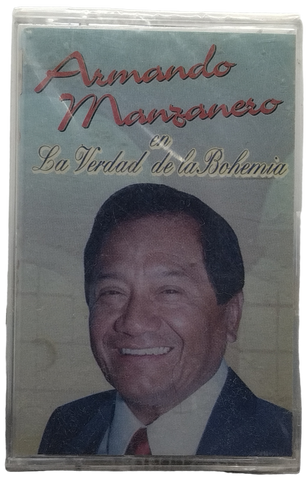 Armando
Manzanero
en
La Verdad de la Bohemia